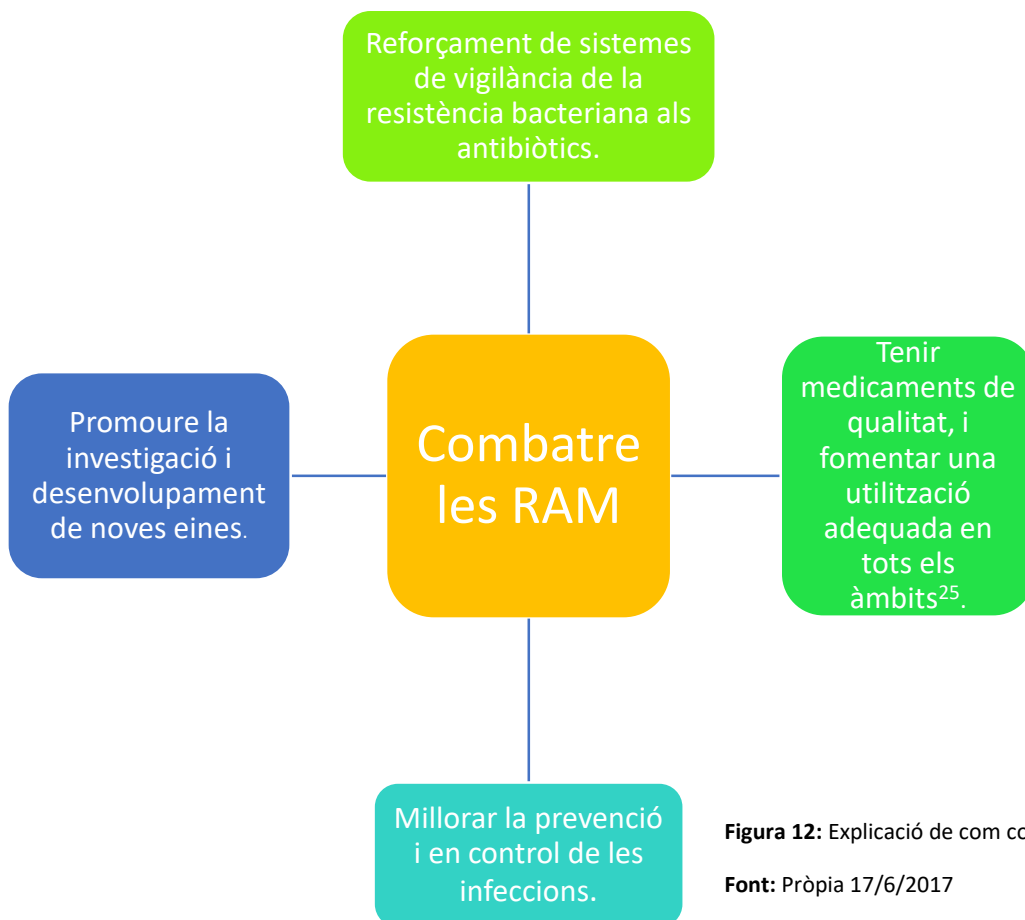 Reforçament de sistemes
de vigilància de la
resistència bacteriana als
antibiòtics.
Promoure la
investigació i
desenvolupament
de noves eines.
Combatre
les RAM
Tenir
medicaments de
qualitat, i
fomentar una
utilització
adequada en
tots els
àmbits²⁵.
Millorar la prevenció
i en control de les
infeccions.
Figura 12: Explicació de com
Font: Pròpia 17/6/2017